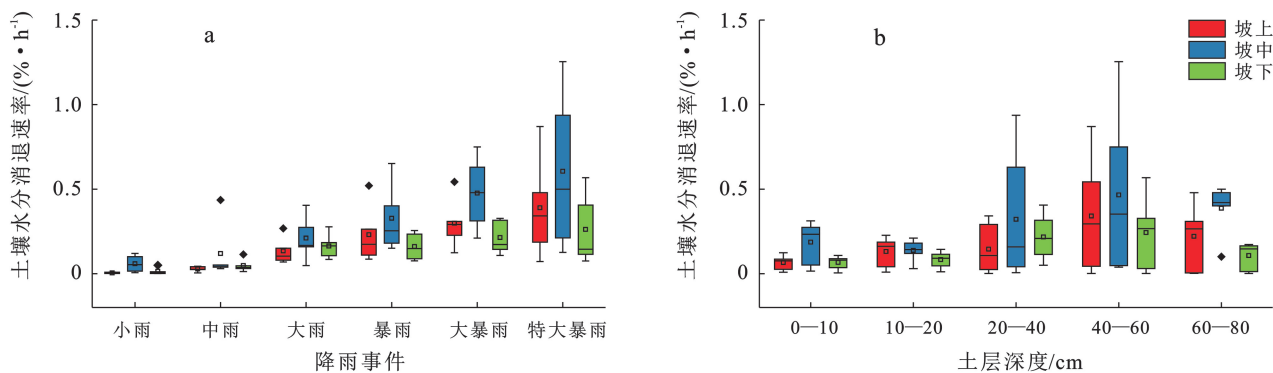 土壤水分消退速率/(%·h⁻¹)
1.5
1.0
0.5
0
a
小雨 中雨 大雨 暴雨 大暴雨 特大暴雨
降雨事件
土壤水分消退速率/(%·h⁻¹)
1.5
1.0
0.5
0
b
坡上
坡中
坡下
0—10 10—20 20—40 40—60 60—80
土层深度/cm